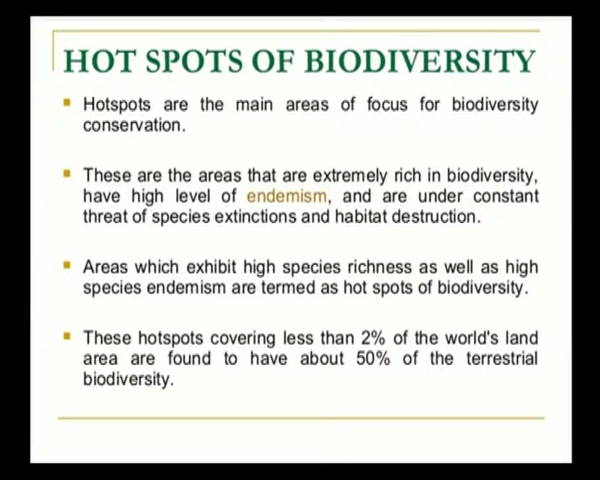 HOT SPOTS OF BIODIVERSITY
Hotspots are the main areas of focus for biodiversity
conservation.
These are the areas that are extremely rich in biodiversity,
have high level of endemism, and are under constant
threat of species extinctions and habitat destruction.
Areas which exhibit high species richness as well as high
species endemism are termed as hot spots of biodiversity.
These hotspots covering less than 2% of the world's land
area are found to have about 50% of the terrestrial
biodiversity.